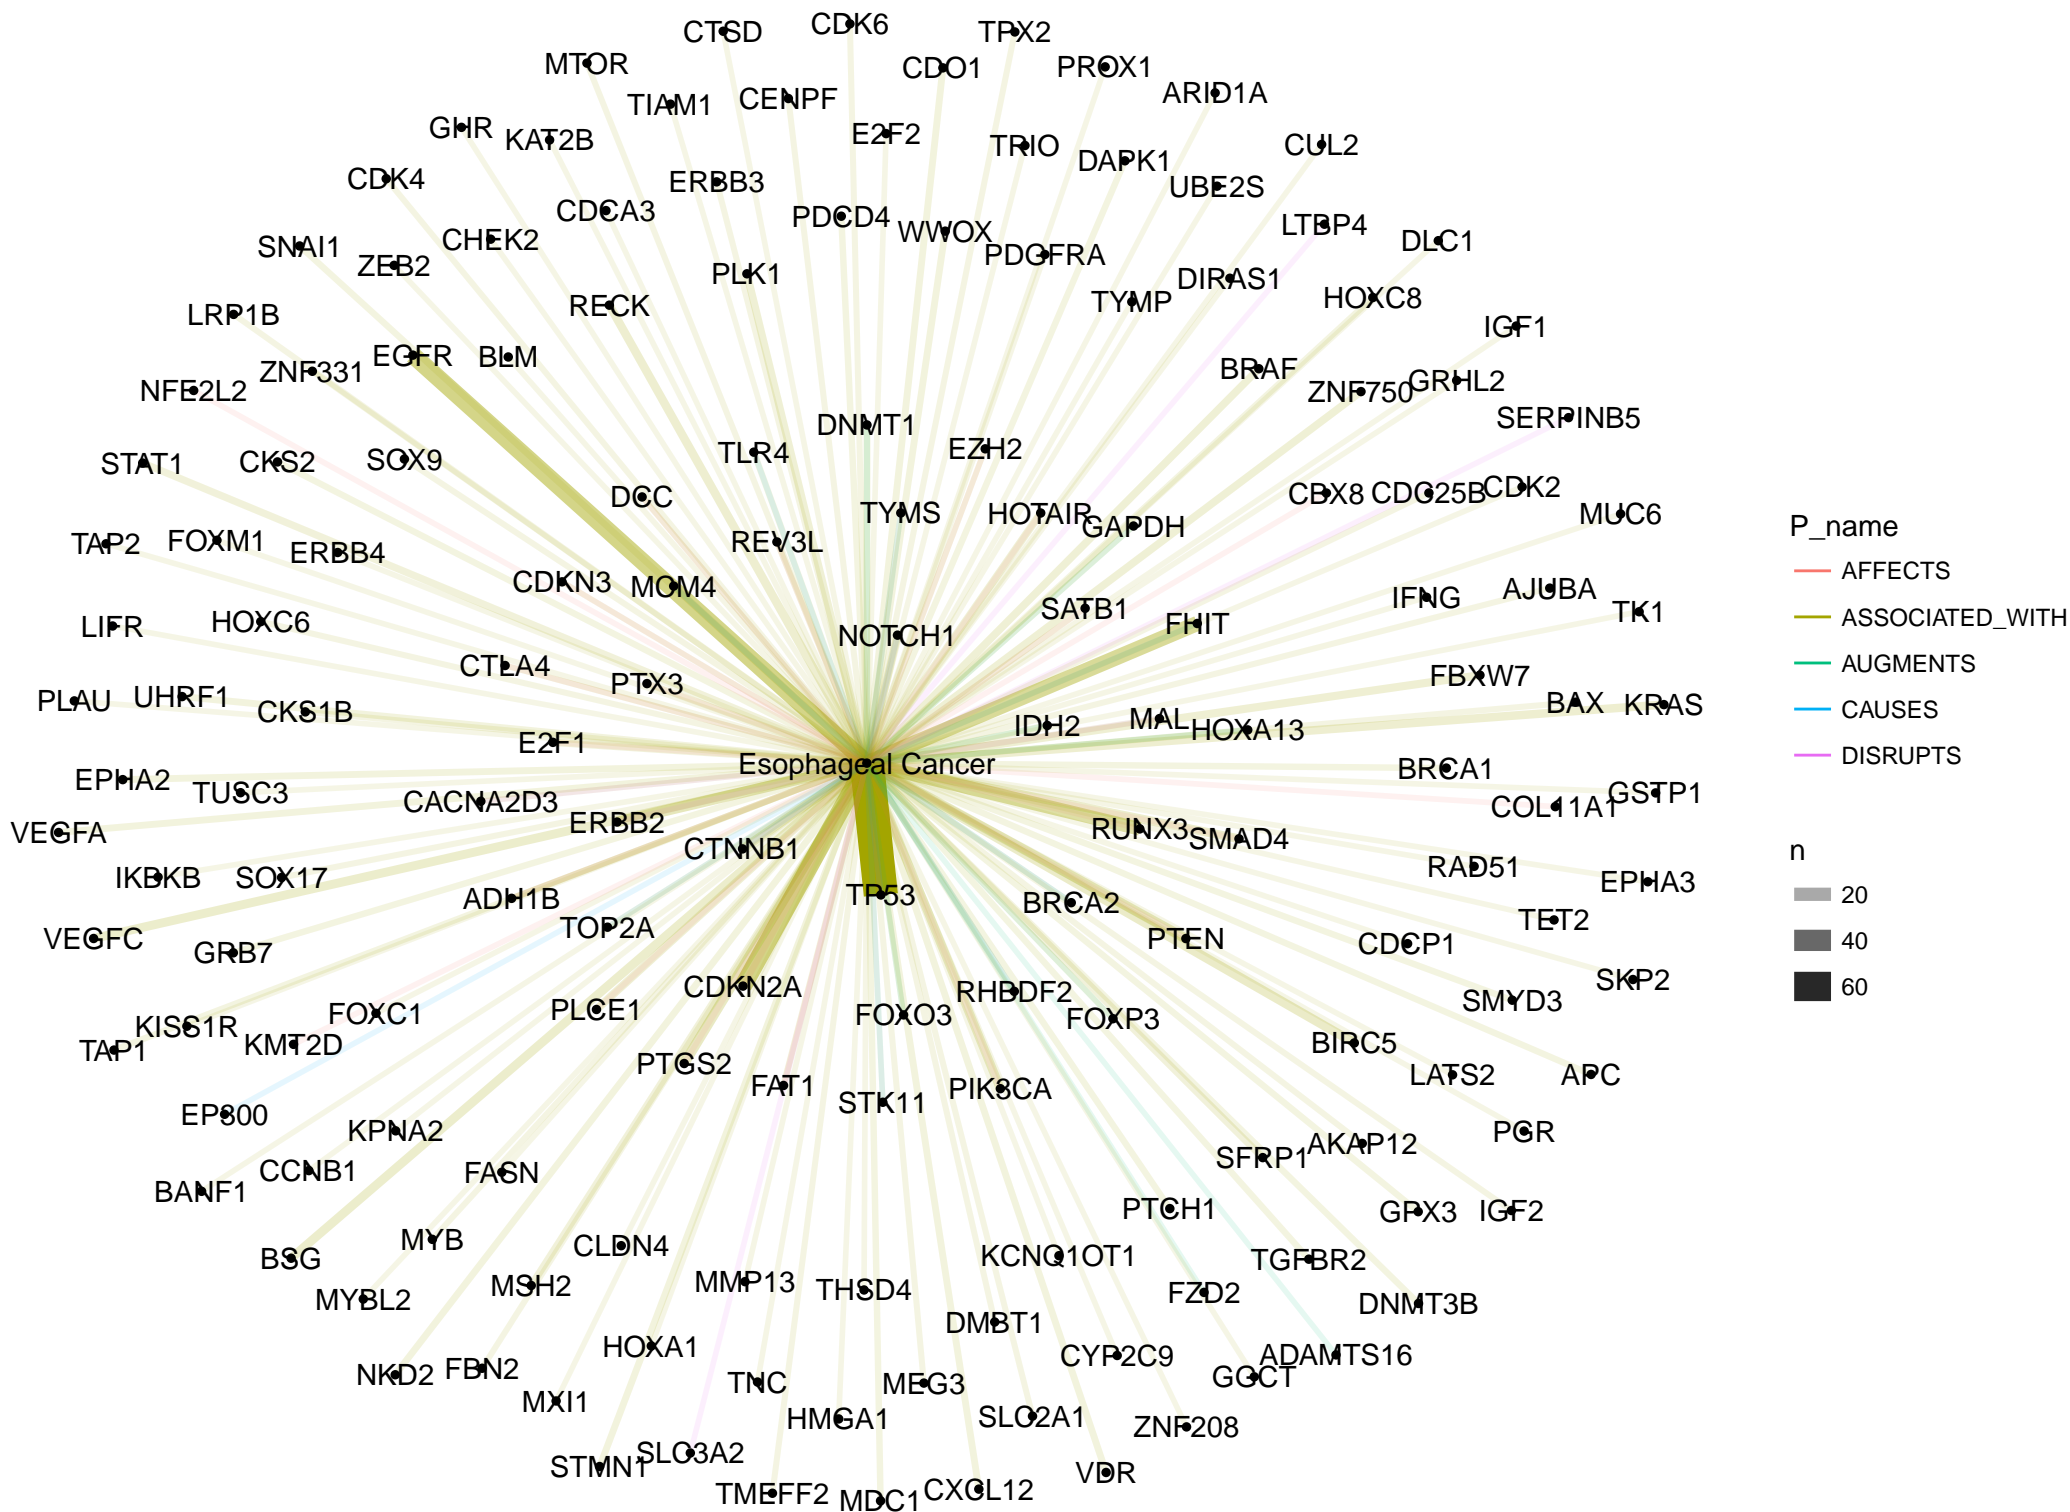 CTSD
CDK6
TPX2
MTOR
CDO1
PROX1
TIAM1
CENPF
ARID1A
GHR
KAT2B
E2F2
TRIO
DAPK1
CUL2
CDK4
ERBB3
UBE2S
CDCA3
PDCD4
WWOX
LTBP4
SNAI1
CHEK2
PDGFRA
DLC1
ZEB2
PLK1
TYMP
DIRAS1
HOXC8
RECK
LRP1B
IGF1
EGFR
BLM
ZNF331
BRAF
NFE2L2
ZNF750
GRHL2
SERPINB5
DNMT1
EZH2
TLR4
STAT1
CKS2
SOX9
DCC
CBX8
CDC25B
CDK2
MUC6
TYMS
HOTAIR
GAPDH
P_name
TAP2
FOXM1
ERBB4
REV3L
AFFECTS
CDKN3
MCM4
AJUBA
IFNG
TK1
SATB1
FHIT
ASSOCIATED_WITH
LIFR
HOXC6
NOTCH1
CTLA4
PTX3
AUGMENTS
FBXW7
PLAU
UHRF1
CKS1B
IDH2
MAL
HOXA13
BAX
KRAS
CAUSES
E2F1
Esophageal Cancer
BRCA1
DISRUPTS
EPHA2
TUSC3
CACNA2D3
COL11A1
GSTP1
VEGFA
ERBB2
RUNX3
SMAD4
CTNNB1
n
IKBKB
SOX17
RAD51
EPHA3
ADH1B
TP53
BRCA2
20
VEGFC
GRB7
TOP2A
PTEN
CDCP1
TET2
40
CDKN2A
RHBDF2
SKP2
60
KISS1R
FOXC1
PLCE1
FOXO3
FOXP3
SMYD3
TAP1
KMT2D
BIRC5
PTGS2
FAT1
PIK3CA
LATS2
APC
STK11
EP300
KPNA2
PGR
CCNB1
FASN
SFRP1
AKAP12
BANF1
PTCH1
GPX3
IGF2
BSG
MYB
CLDN4
KCNQ1OT1
TGFBR2
MYBL2
MSH2
MMP13
THSD4
FZD2
DNMT3B
DMBT1
HOXA1
CYP2C9
ADAMTS16
NKD2
FBN2
TNC
MEG3
GGCT
MXI1
HMGA1
SLC2A1
ZNF208
STMN1
SLC3A2
VDR
TMEFF2
MDC1
CXCL12